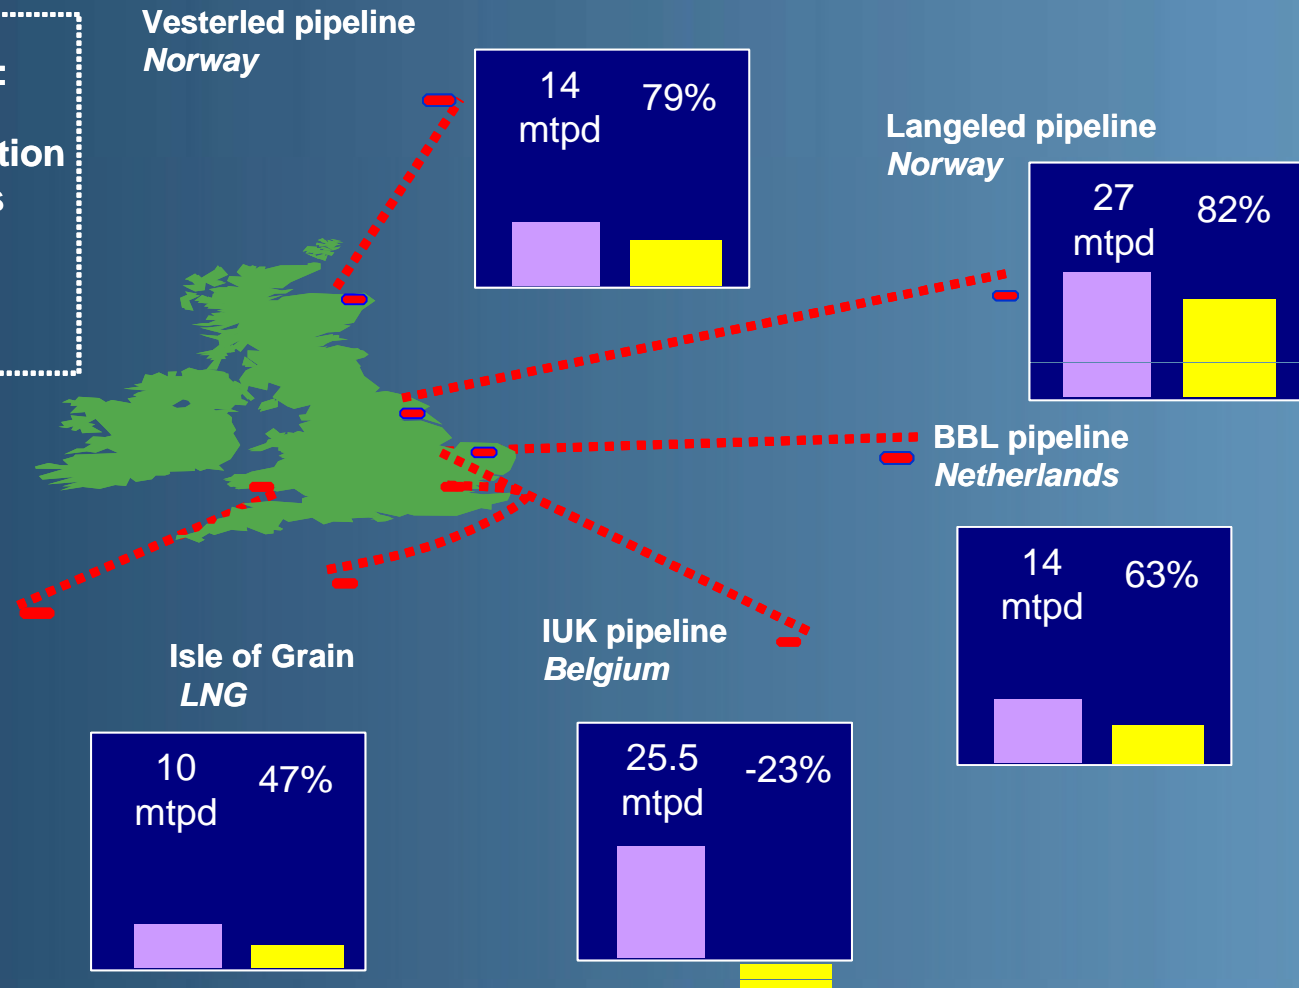 Vesterled pipeline
Norway
14
mtpd
79%
Langeled pipeline
Norway
27
mtpd
82%
BBL pipeline
Netherlands
14
mtpd
63%
IUK pipeline
Belgium
25.5
mtpd
-23%
Isle of Grain
LNG
10
mtpd
47%